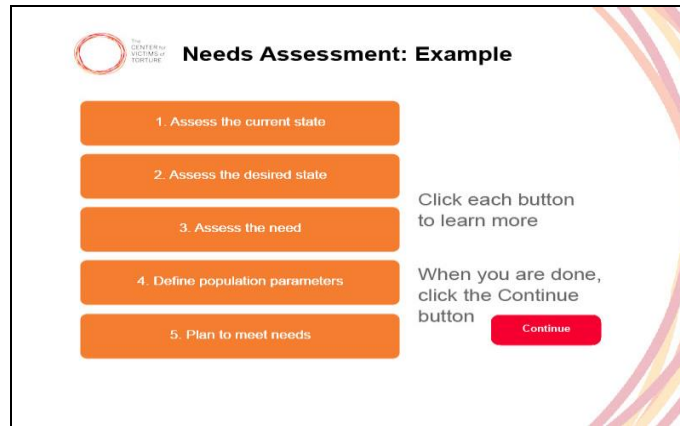 The
CENTER for
VICTIMS of
TORTURE
Needs Assessment: Example
1. Assess the current state
2. Assess the desired state
3. Assess the need
4. Define population parameters
5. Plan to meet needs
Click each button
to learn more
When you are done,
click the Continue
button
Continue